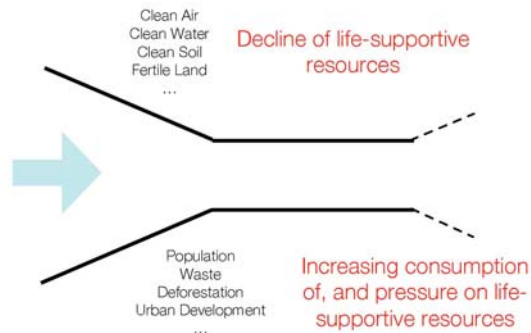 Clean Air
Clean Water
Clean Soil
Fertile Land
...
Decline of life-supportive
resources
Population
Waste
Deforestation
Urban Development
...
Increasing consumption
of, and pressure on life-
supportive resources